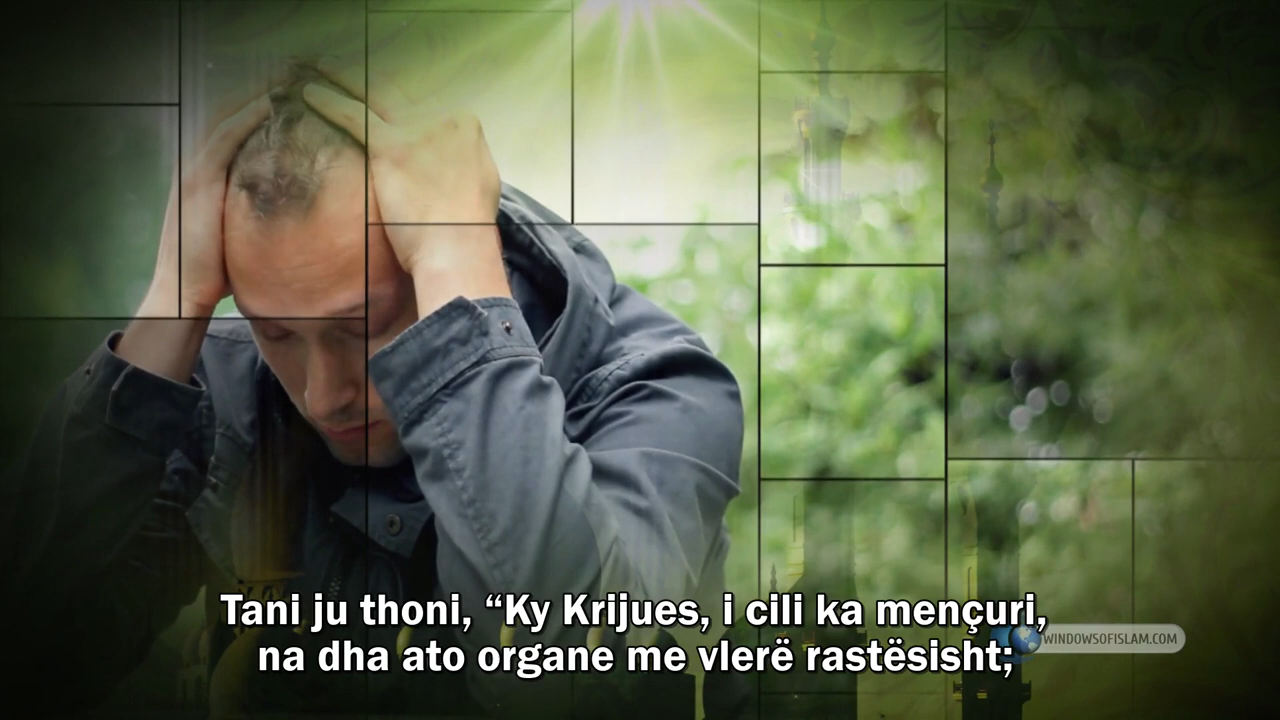 Tani ju thoni, “Ky Krijues, i cili ka mençuri,
na dha ato organe me vlerë rastësisht;
WINDOWSOFISLAM.COM